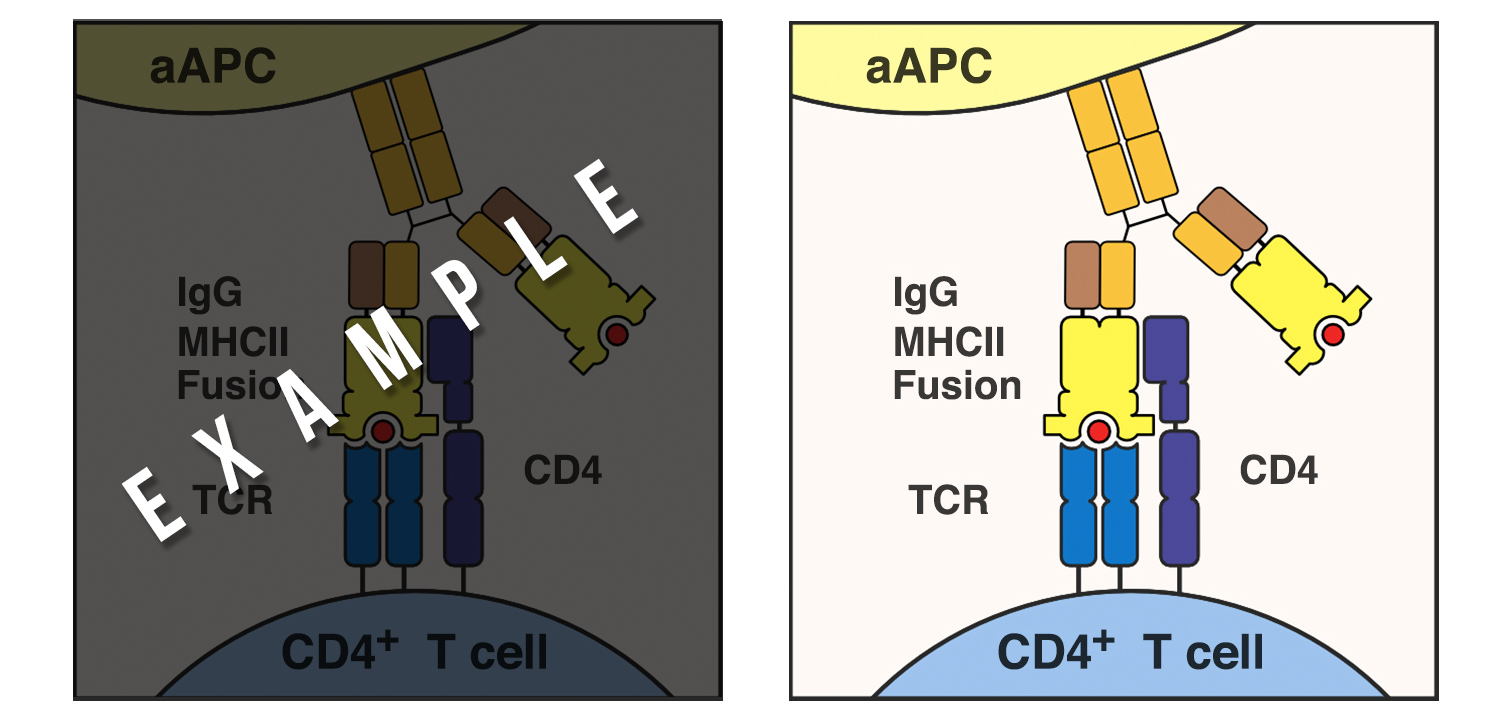 aAPC
IgG
MHCII
Fusion
TCR
CD4
CD4+ T cell
EXAMPLE
aAPC
IgG
MHCII
Fusion
TCR
CD4
CD4+ T cell